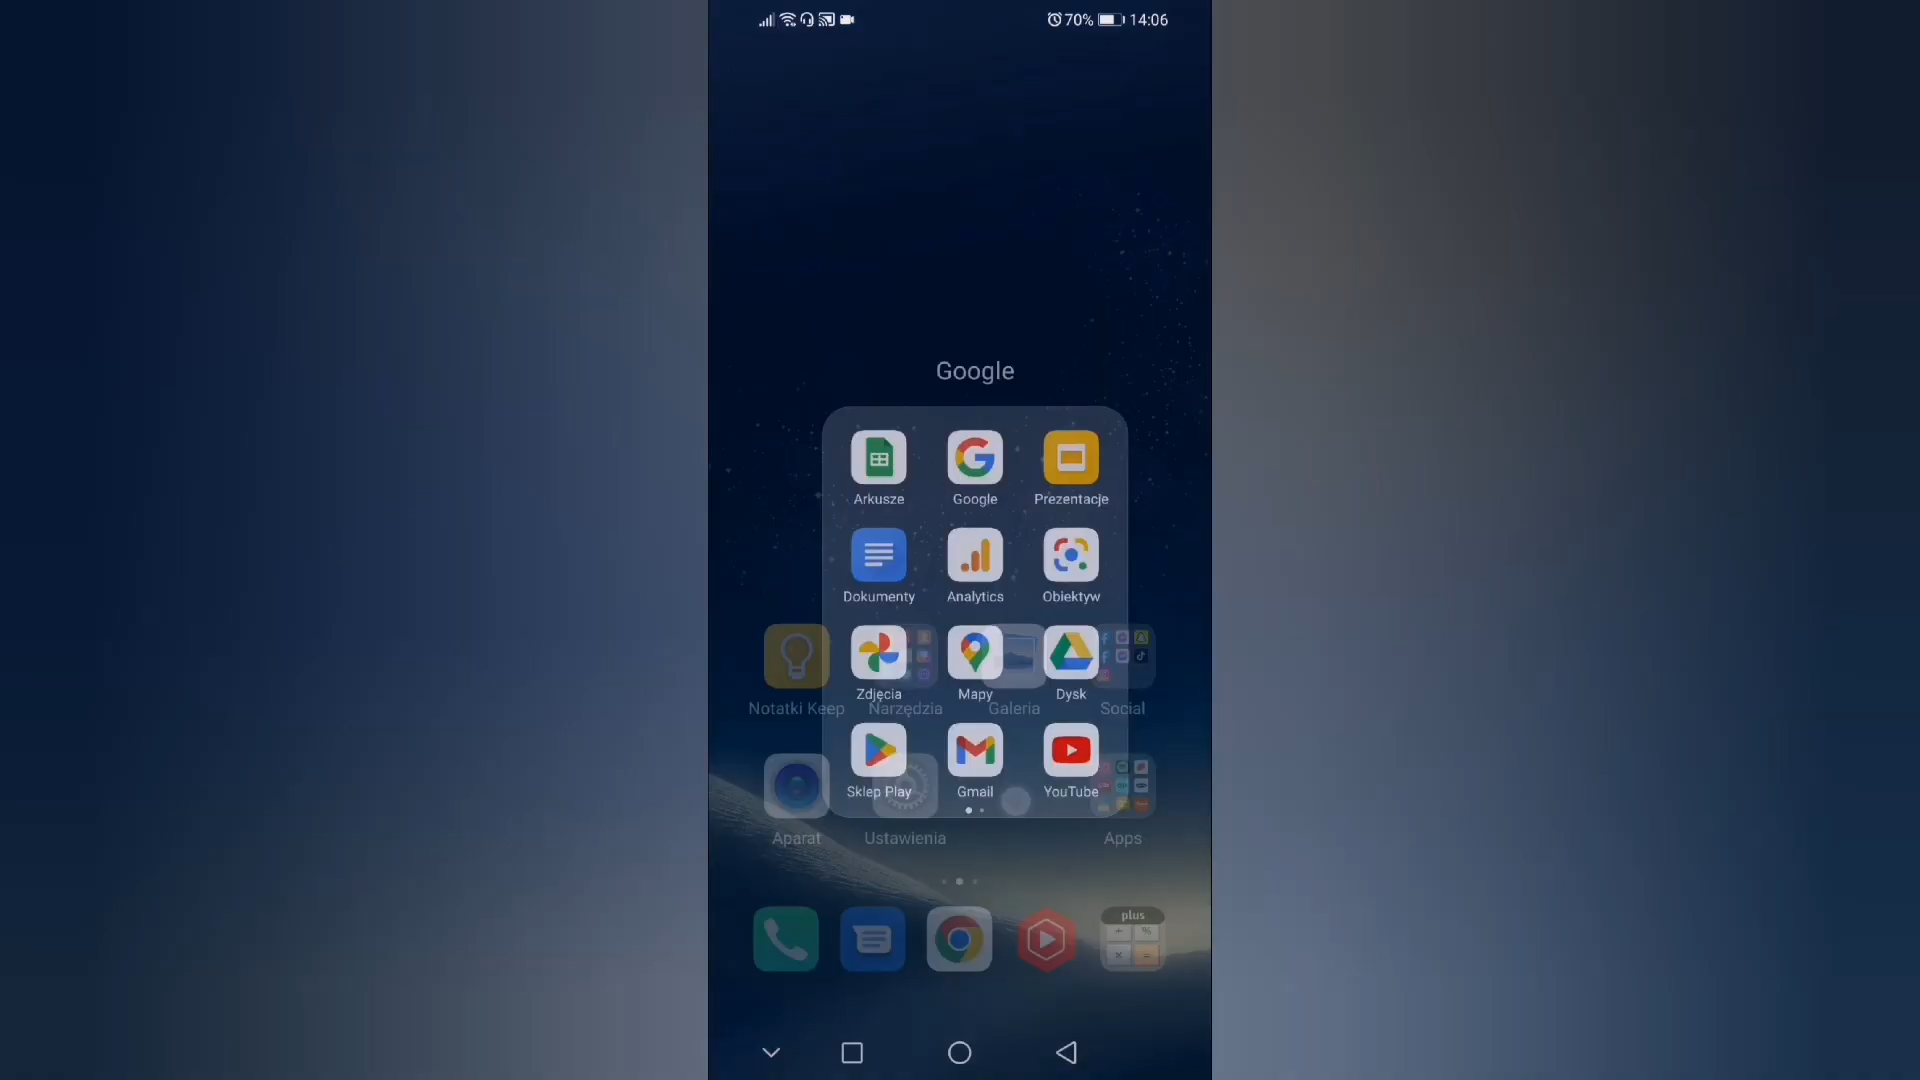 70% 14:06
Google
Arkusze Google Prezentacje
Dokumenty Analytics Obiektyw
Zdjęcia Mapy Dysk
Notatki Keep Narzędzia Galeria Social
Sklep Play Gmail YouTube
Aparat Ustawienia Apps
plus